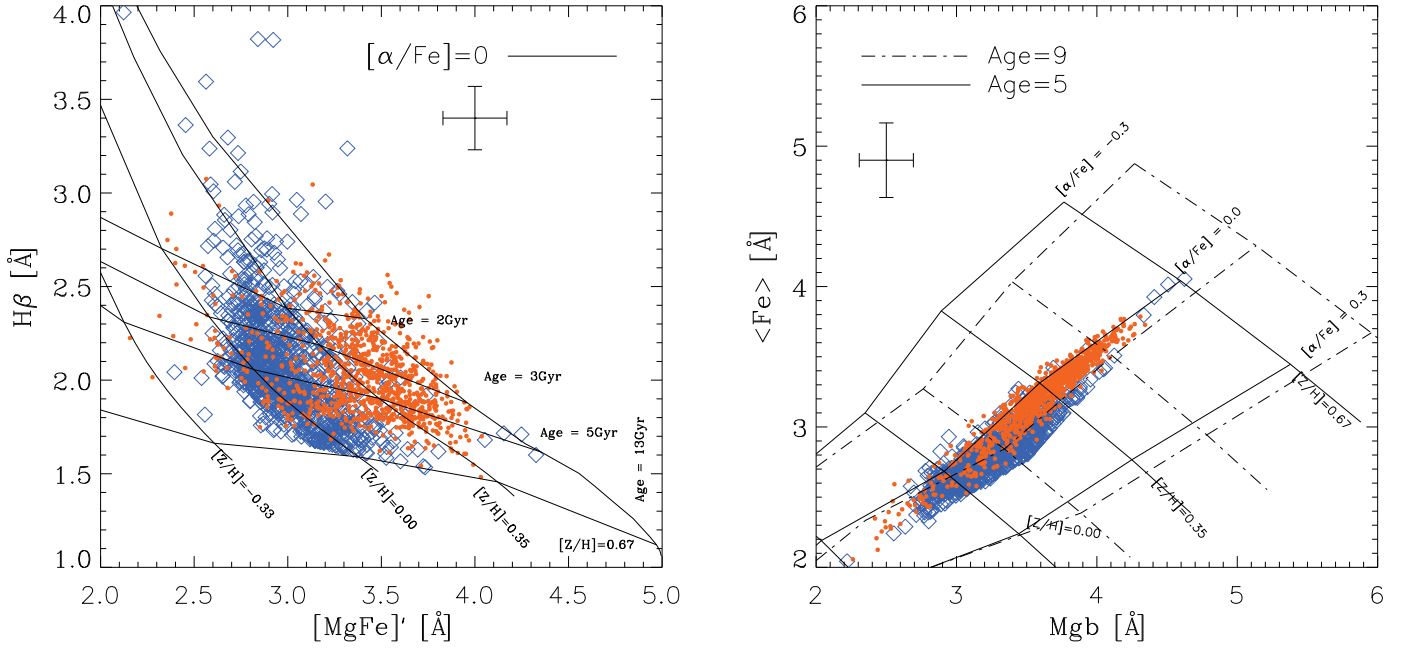 4.0
3.5
3.0
2.5
2.0
1.5
1.0
Hβ [Å]
[α/Fe]=0
Age = 2Gyr
Age = 3Gyr
Age = 5Gyr
Age = 13Gyr
[Z/H]=-0.33
[Z/H]=0.00
[Z/H]=0.35
[Z/H]=0.67
2.0 2.5 3.0 3.5 4.0 4.5 5.0
[MgFe]' [Å]
6
5
4
3
2
<Fe> [Å]
Age=9
Age=5
[α/Fe] = -0.3
[α/Fe] = 0.0
[α/Fe] = 0.3
[Z/H]=0.67
[Z/H]=0.35
[Z/H]=0.00
2 3 4 5 6
Mgb [Å]